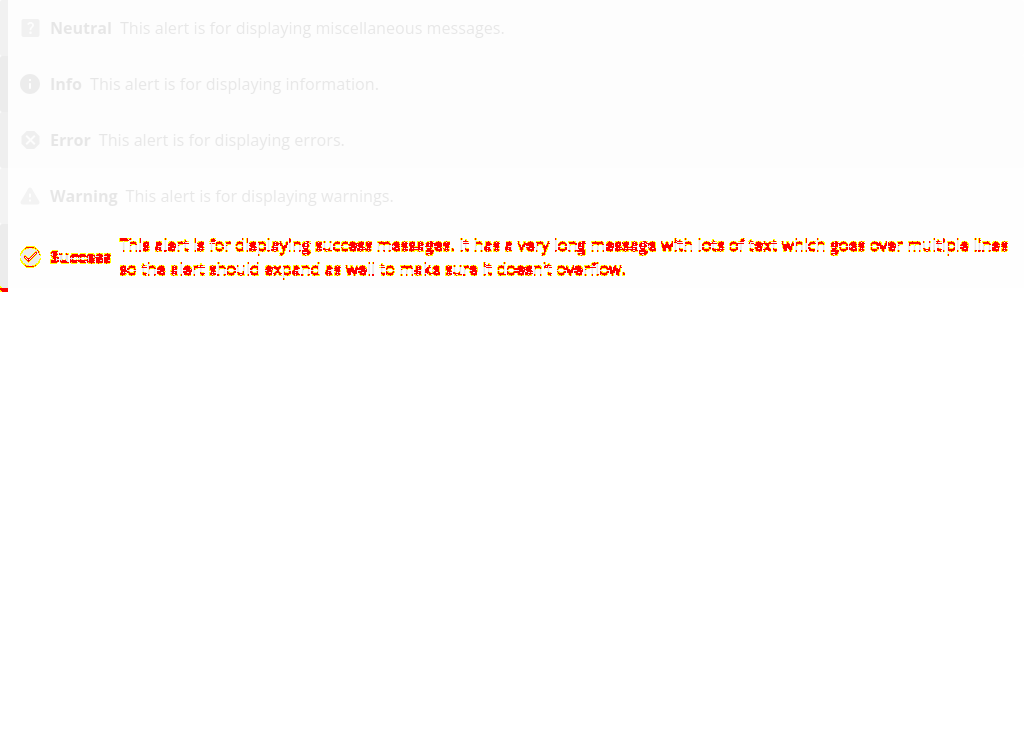 Neutral This alert is for displaying miscellaneous messages.
Info This alert is for displaying information.
Error This alert is for displaying errors.
Warning This alert is for displaying warnings.
Success This alert is for displaying success messages. It has a very long message with lots of text which goes over multiple lines
so the alert should expand as well to make sure it doesn't overflow.